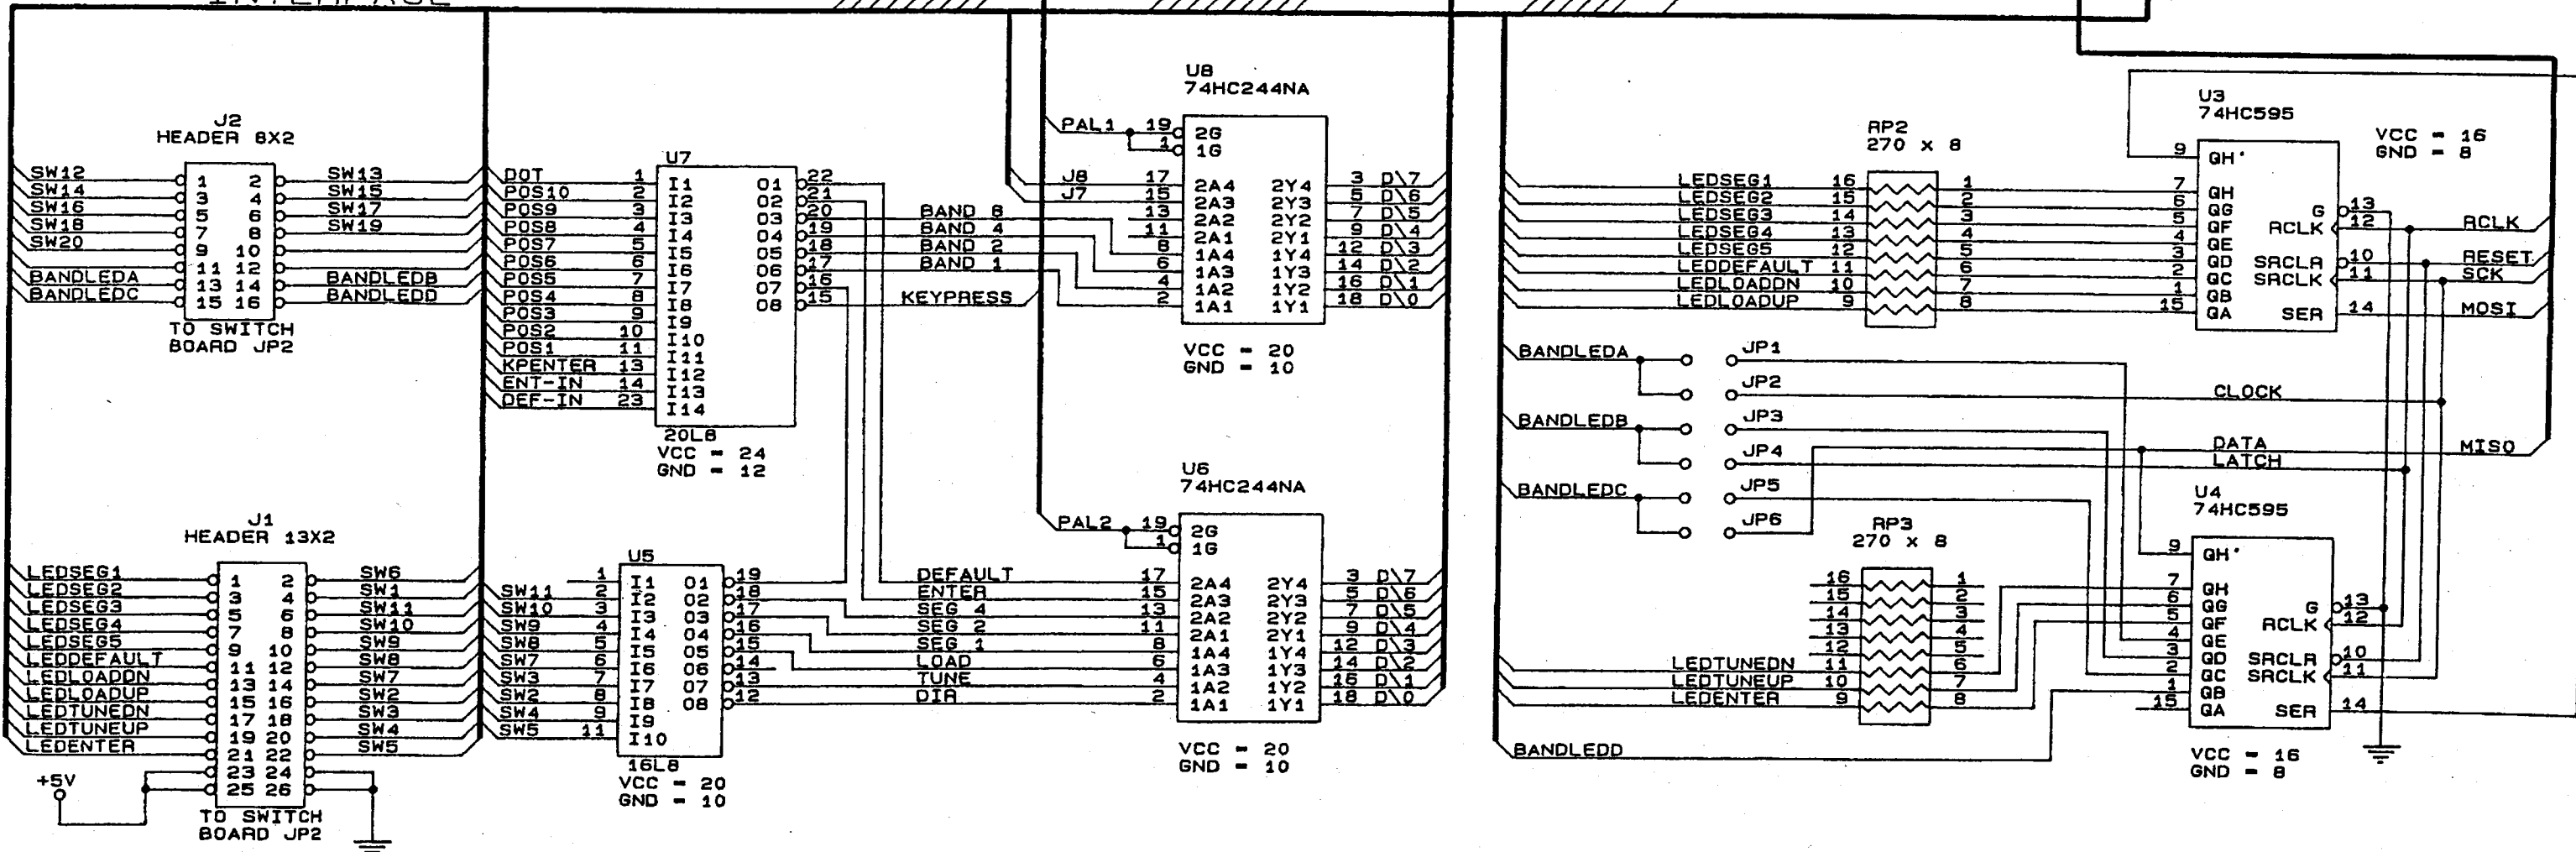 INTERFACE
J2
HEADER 8X2
SW12 1 2 SW13
SW14 3 4 SW15
SW16 5 6 SW17
SW18 7 8 SW19
SW20 9 10
11 12
BANDLEDA 13 14 BANDLEDB
BANDLEDC 15 16 BANDLEDD
TO SWITCH
BOARD JP2
J1
HEADER 13X2
LEDSEG1 1 2 SW6
LEDSEG2 3 4 SW1
LEDSEG3 5 6 SW11
LEDSEG4 7 8 SW10
LEDSEG5 9 10 SW9
LEDDEFAULT 11 12 SW8
LEDLOADDN 13 14 SW7
LEDLOADUP 15 16 SW2
LEDTUNEDN 17 18 SW3
LEDTUNEUP 19 20 SW4
LEDENTER 21 22 SW5
23 24
25 26
+5V
TO SWITCH
BOARD JP2
U7
DOT 1 I1 O1 22
POS10 2 I2 O2 21
POS9 3 I3 O3 20 BAND 8
POS8 4 I4 O4 19 BAND 4
POS7 5 I5 O5 18 BAND 2
POS6 6 I6 O6 17 BAND 1
POS5 7 I7 O7 16
POS4 8 I8 O8 15 KEYPRESS
POS3 9 I9
POS2 10 I10
POS1 11 I11
KPENTER 13 I12
ENT-IN 14 I13
DEF-IN 23 I14
20L8
VCC = 24
GND = 12
U5
1 I1 O1 19
SW11 2 I2 O2 18
SW10 3 I3 O3 17
SW9 4 I4 O4 16
SW8 5 I5 O5 15
SW7 6 I6 O6 14
SW3 7 I7 O7 13
SW2 8 I8 O8 12
SW4 9 I9
SW5 11 I10
16L8
VCC = 20
GND = 10
U8
74HC244NA
PAL1 19 2G
1 1G
J8 17 2A4 2Y4 3 D\7
J7 15 2A3 2Y3 5 D\6
13 2A2 2Y2 7 D\5
11 2A1 2Y1 9 D\4
8 1A4 1Y4 12 D\3
6 1A3 1Y3 14 D\2
4 1A2 1Y2 16 D\1
2 1A1 1Y1 18 D\0
VCC = 20
GND = 10
U6
74HC244NA
PAL2 19 2G
1 1G
DEFAULT 17 2A4 2Y4 3 D\7
ENTER 15 2A3 2Y3 5 D\6
SEG 4 13 2A2 2Y2 7 D\5
SEG 2 11 2A1 2Y1 9 D\4
SEG 1 8 1A4 1Y4 12 D\3
LOAD 6 1A3 1Y3 14 D\2
TUNE 4 1A2 1Y2 16 D\1
DIR 2 1A1 1Y1 18 D\0
VCC = 20
GND = 10
RP2
270 x 8
LEDSEG1 16 1
LEDSEG2 15 2
LEDSEG3 14 3
LEDSEG4 13 4
LEDSEG5 12 5
LEDDEFAULT 11 6
LEDLOADDN 10 7
LEDLOADUP 9 8
U3
74HC595
VCC = 16
GND = 8
9 QH'
7 QH
6 QG G 13
5 QF RCLK 12 RCLK
4 QE
3 QD SRCLR 10 RESET
2 QC SRCLK 11 SCK
1 QB
15 QA SER 14 MOSI
BANDLEDA JP1
JP2 CLOCK
BANDLEDB JP3
JP4 DATA MISO
LATCH
BANDLEDC JP5
JP6
RP3
270 x 8
16 1
15 2
14 3
13 4
12 5
LEDTUNEDN 11 6
LEDTUNEUP 10 7
LEDENTER 9 8
BANDLEDD
U4
74HC595
9 QH'
7 QH
6 QG G 13
5 QF RCLK 12
4 QE
3 QD SRCLR 10
2 QC SRCLK 11
1 QB
15 QA SER 14
VCC = 16
GND = 8